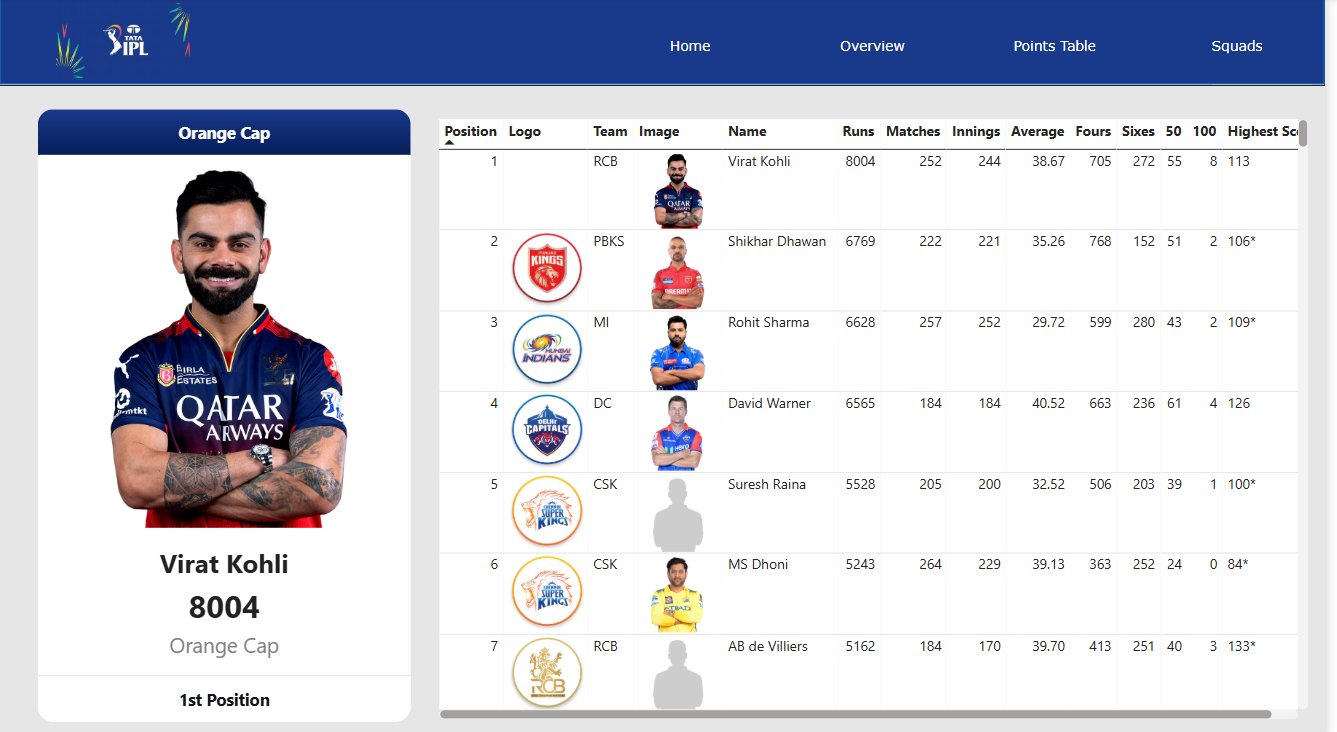 TATA
IPL
Home Overview Points Table Squads
Orange Cap
BIRLA
ESTATES
QATAR
AIRWAYS
Virat Kohli
8004
Orange Cap
1st Position
Position Logo Team Image Name Runs Matches Innings Average Fours Sixes 50 100 Highest Sc
1 RCB Virat Kohli 8004 252 244 38.67 705 272 55 8 113
QATAR
AIRWAYS
2 PBKS Shikhar Dhawan 6769 222 221 35.26 768 152 51 2 106*
KINGS
3 MI Rohit Sharma 6628 257 252 29.72 599 280 43 2 109*
MUMBAI
INDIANS
4 DC David Warner 6565 184 184 40.52 663 236 61 4 126
DELHI
CAPITALS
5 CSK Suresh Raina 5528 205 200 32.52 506 203 39 1 100*
CHENNAI
SUPER
KINGS
6 CSK MS Dhoni 5243 264 229 39.13 363 252 24 0 84*
CHENNAI
SUPER
KINGS
7 RCB AB de Villiers 5162 184 170 39.70 413 251 40 3 133*
RCB